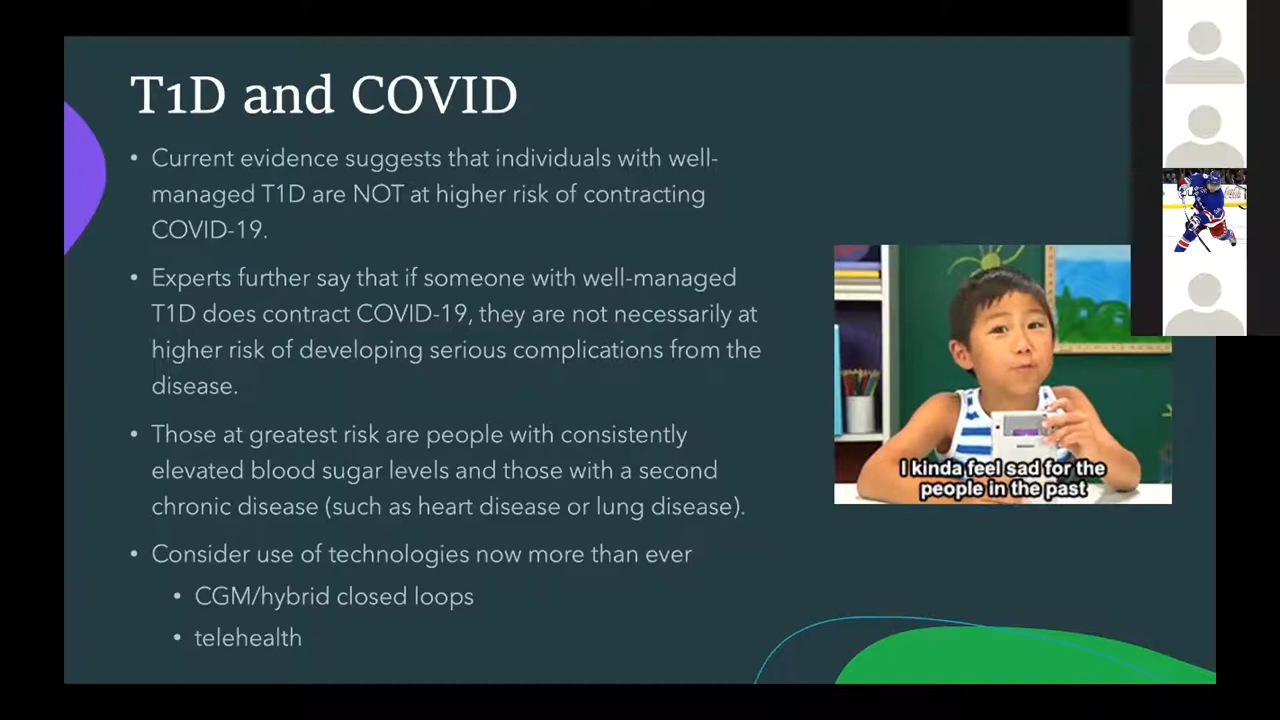 T1D and COVID
• Current evidence suggests that individuals with well-
managed T1D are NOT at higher risk of contracting
COVID-19.
• Experts further say that if someone with well-managed
T1D does contract COVID-19, they are not necessarily at
higher risk of developing serious complications from the
disease.
• Those at greatest risk are people with consistently
elevated blood sugar levels and those with a second
chronic disease (such as heart disease or lung disease).
• Consider use of technologies now more than ever
• CGM/hybrid closed loops
• telehealth
I kinda feel sad for the
people in the past